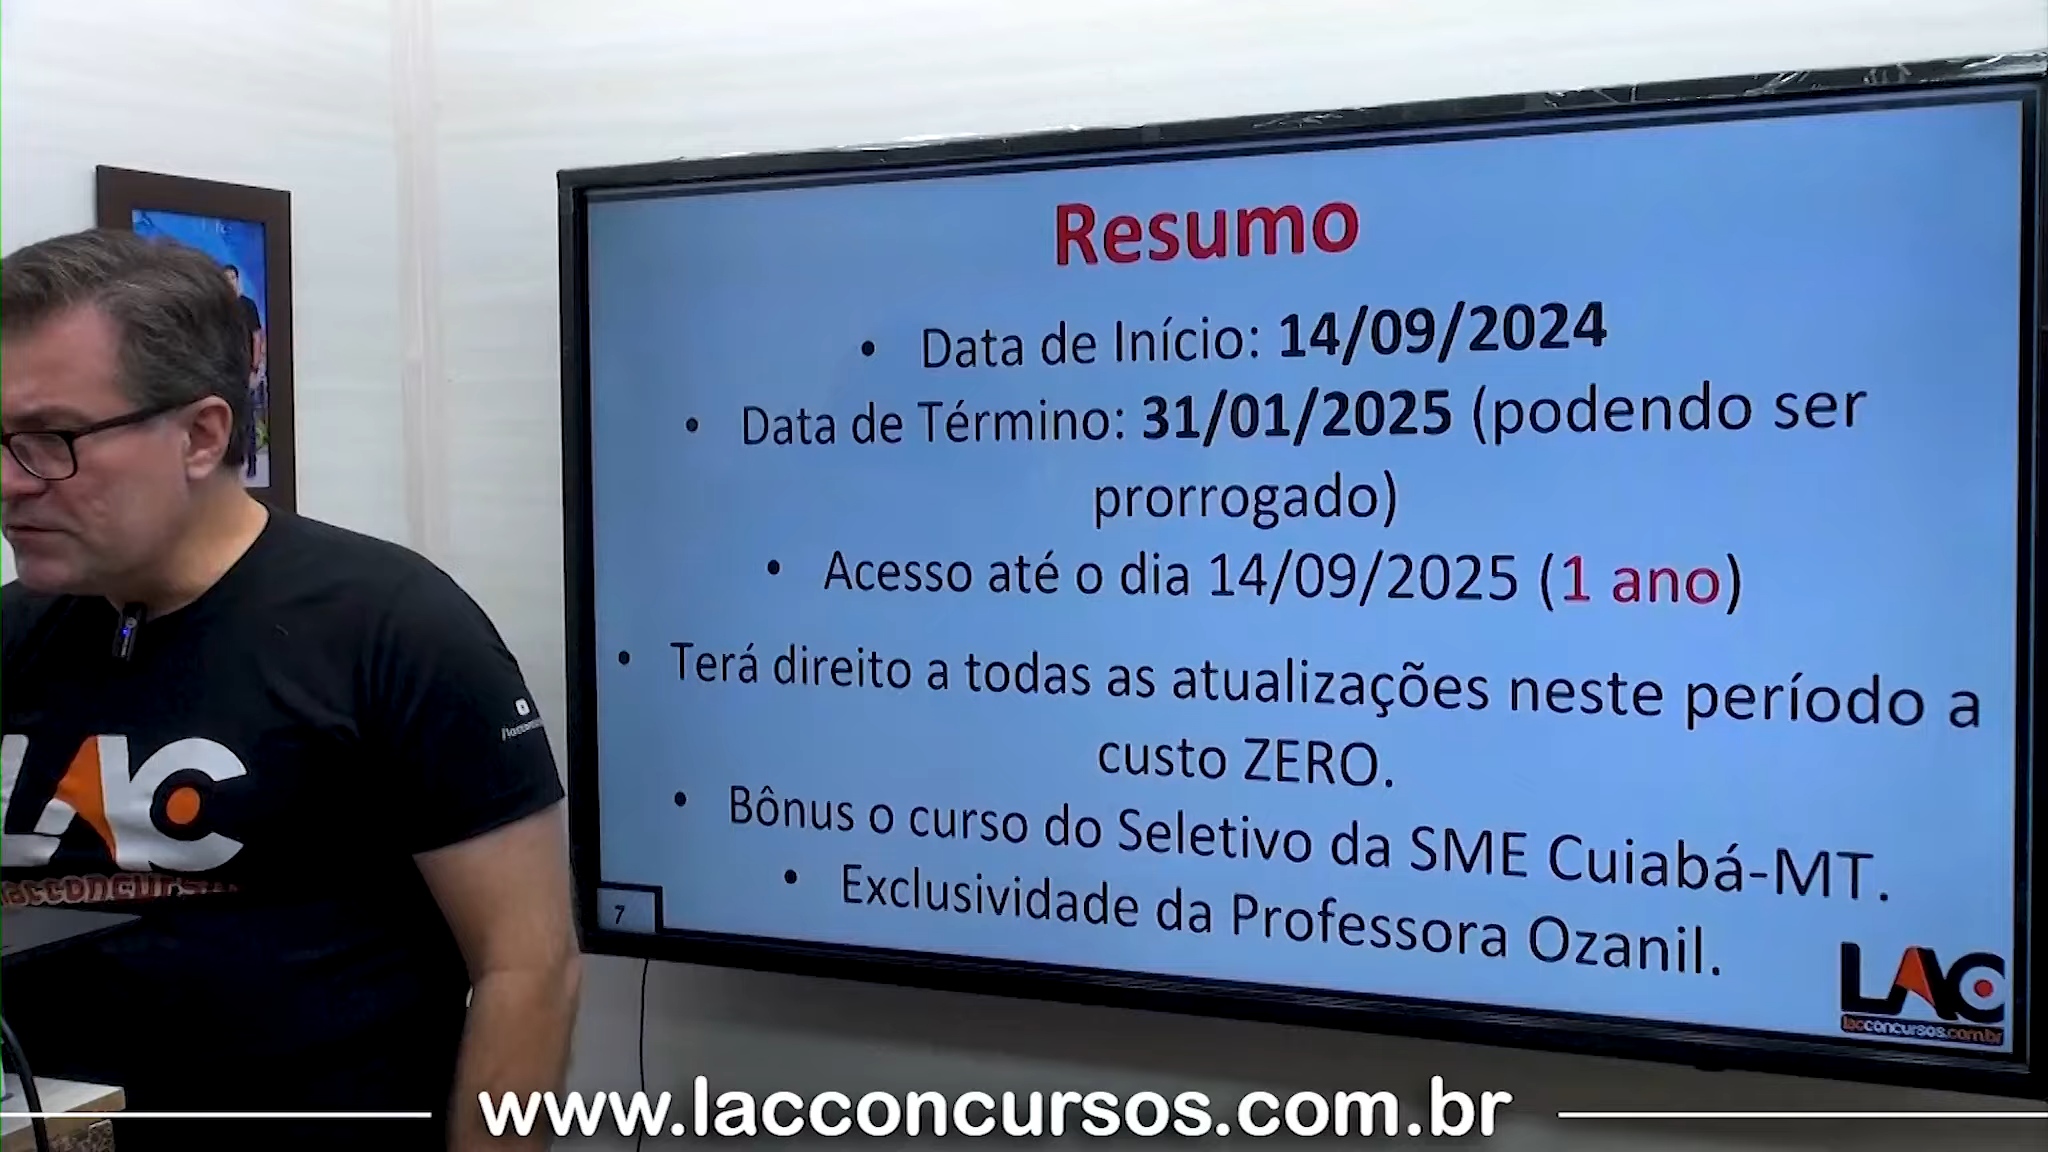 Resumo
• Data de Início: 14/09/2024
• Data de Término: 31/01/2025 (podendo ser
prorrogado)
• Acesso até o dia 14/09/2025 (1 ano)
• Terá direito a todas as atualizações neste período a
custo ZERO.
• Bônus o curso do Seletivo da SME Cuiabá-MT.
• Exclusividade da Professora Ozanil.
7
LAC
lacconcursos.com.br
LAC
www.lacconcursos.com.br